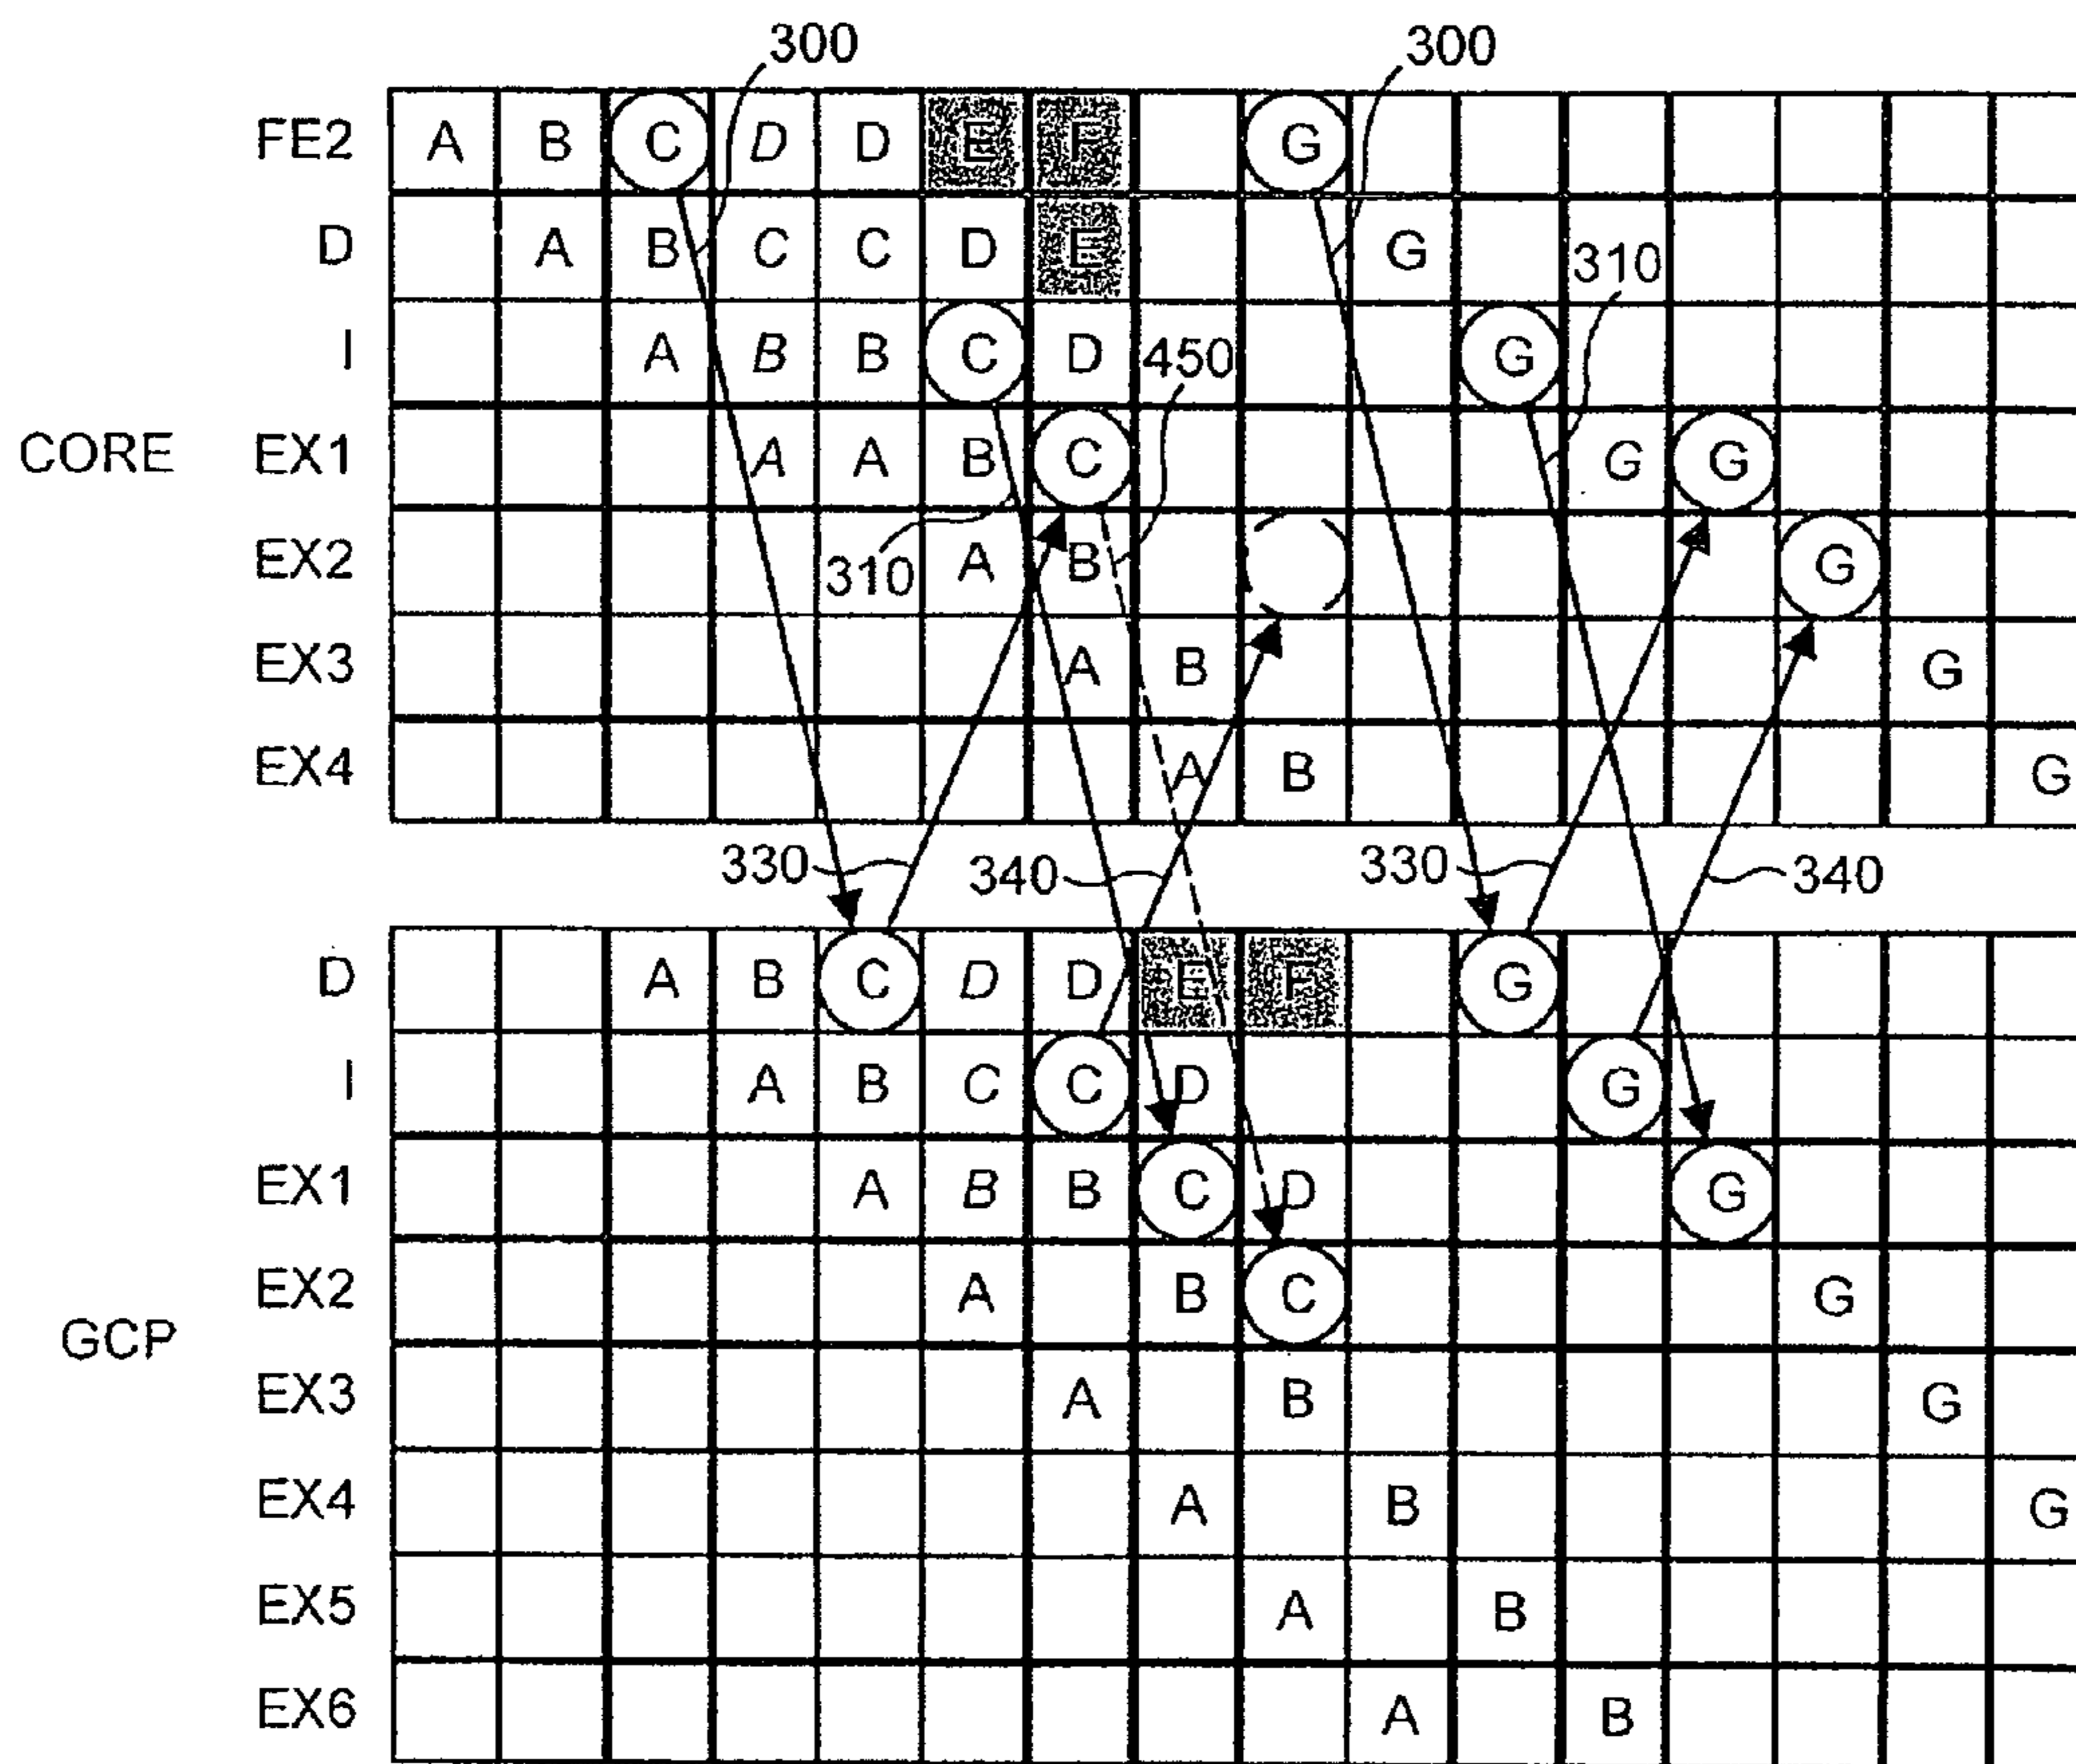 300 300
FE2 A B C D D E F G
D A B C C D E G 310
I A B B C D 450 G
CORE EX1 A A B C G G
EX2 310 A B G
EX3 A B G
EX4 A B G
330 340 330 340
D A B C D D E F G
I A B C C D G
EX1 A B B C D G
EX2 A B C G
GCP
EX3 A B G
EX4 A B G
EX5 A B
EX6 A B